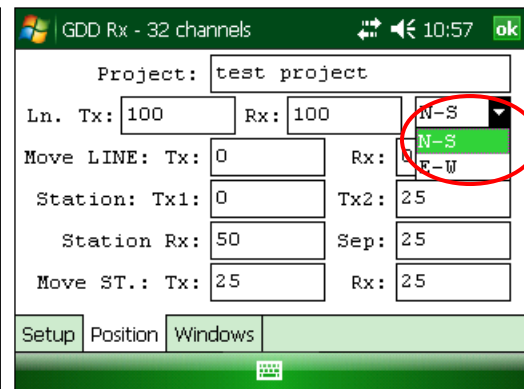 GDD Rx - 32 channels 10:57 ok
Project: test project
Ln. Tx: 100 Rx: 100 N-S
N-S
Move LINE: Tx: 0 Rx: 0 E-W
Station: Tx1: 0 Tx2: 25
Station Rx: 50 Sep: 25
Move ST.: Tx: 25 Rx: 25
Setup Position Windows